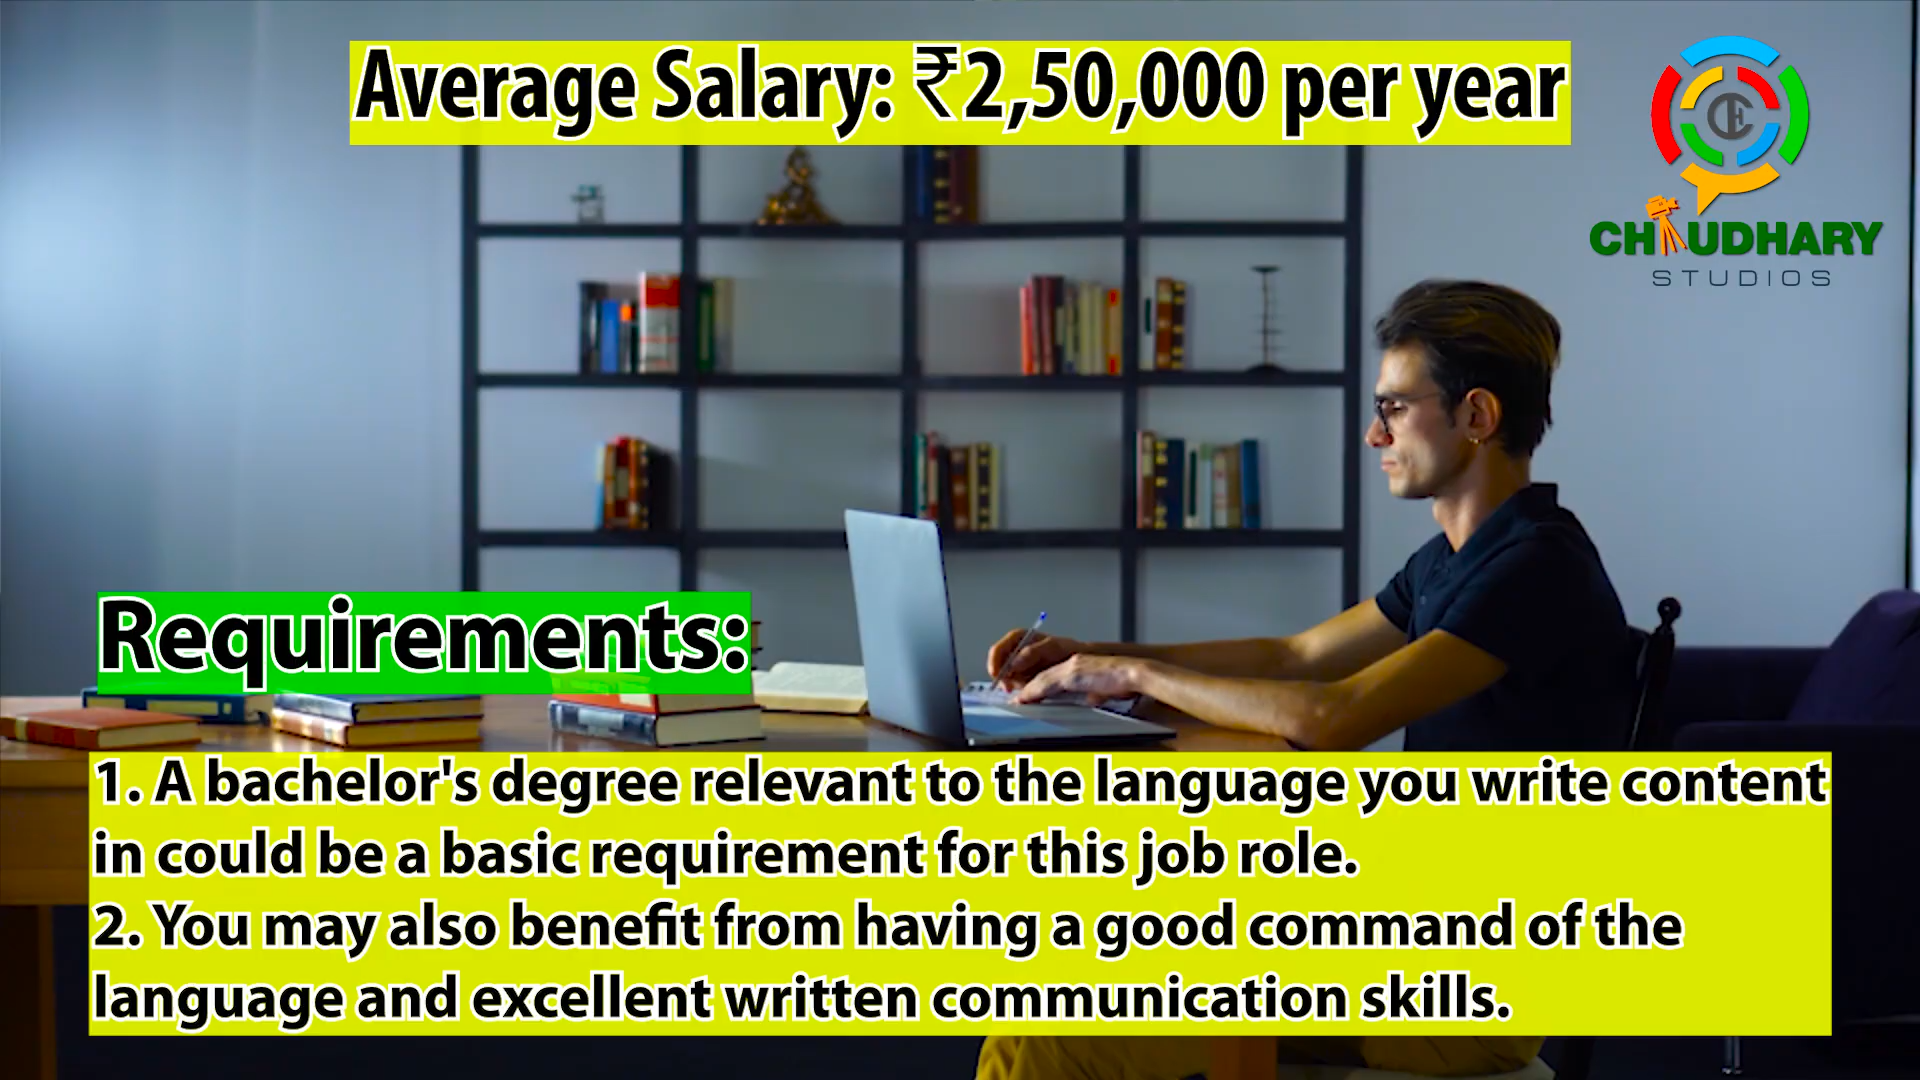 Average Salary: ₹2,50,000 per year
CHAUDHARY
STUDIOS
Requirements:
1. A bachelor's degree relevant to the language you write content
in could be a basic requirement for this job role.
2. You may also benefit from having a good command of the
language and excellent written communication skills.